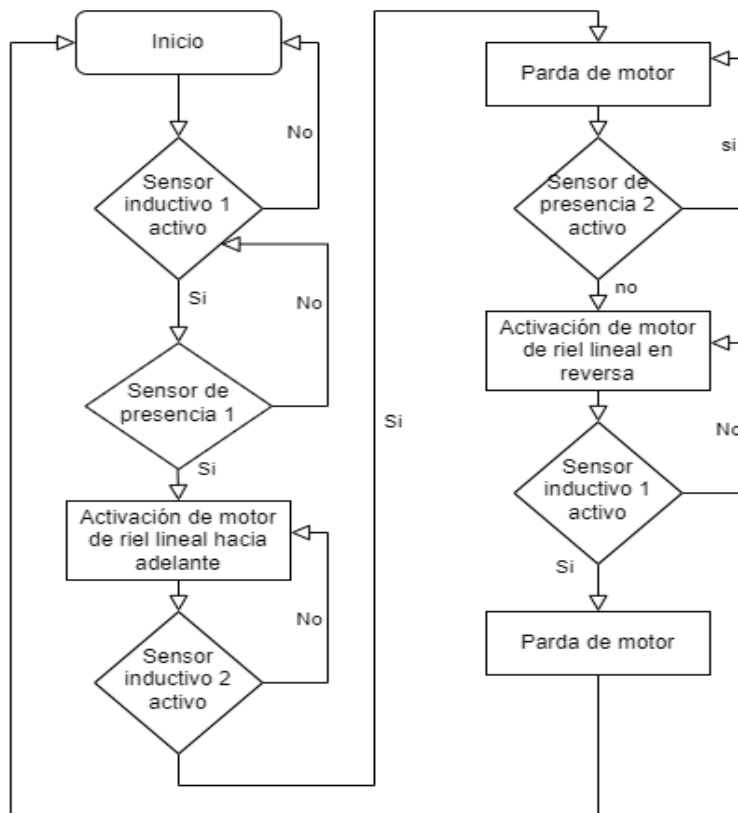 Inicio
No
Sensor
inductivo 1
activo
Si
No
Sensor de
presencia 1
Si
Activación de motor
de riel lineal hacia
adelante
No
Sensor
inductivo 2
activo
Si
Parda de motor
si
Sensor de
presencia 2
activo
no
Activación de motor
de riel lineal en
reversa
No
Sensor
inductivo 1
activo
Si
Parda de motor